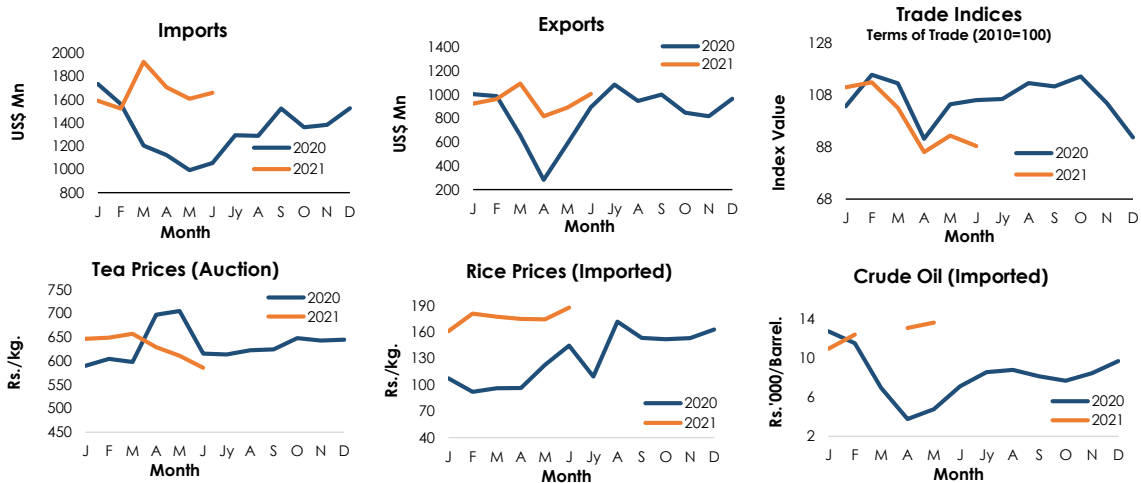 Imports
US$ Mn
2000
1800
1600
1400
1200
1000
800
J F M A M J Jy A S O N D
Month
2020
2021
Exports
US$ Mn
1400
1200
1000
800
600
400
200
J F M A M J Jy A S O N D
Month
2020
2021
Trade Indices
Terms of Trade (2010=100)
Index Value
128
108
88
68
J F M A M J Jy A S O N D
Month
2020
2021
Tea Prices (Auction)
Rs./kg.
750
700
650
600
550
500
450
J F M A M J Jy A S O N D
Month
2020
2021
Rice Prices (Imported)
Rs./kg.
190
160
130
100
70
40
J F M A M J Jy A S O N D
Month
2020
2021
Crude Oil (Imported)
Rs.'000/Barrel.
14
10
6
2
J F M A M J Jy A S O N D
Month
2020
2021